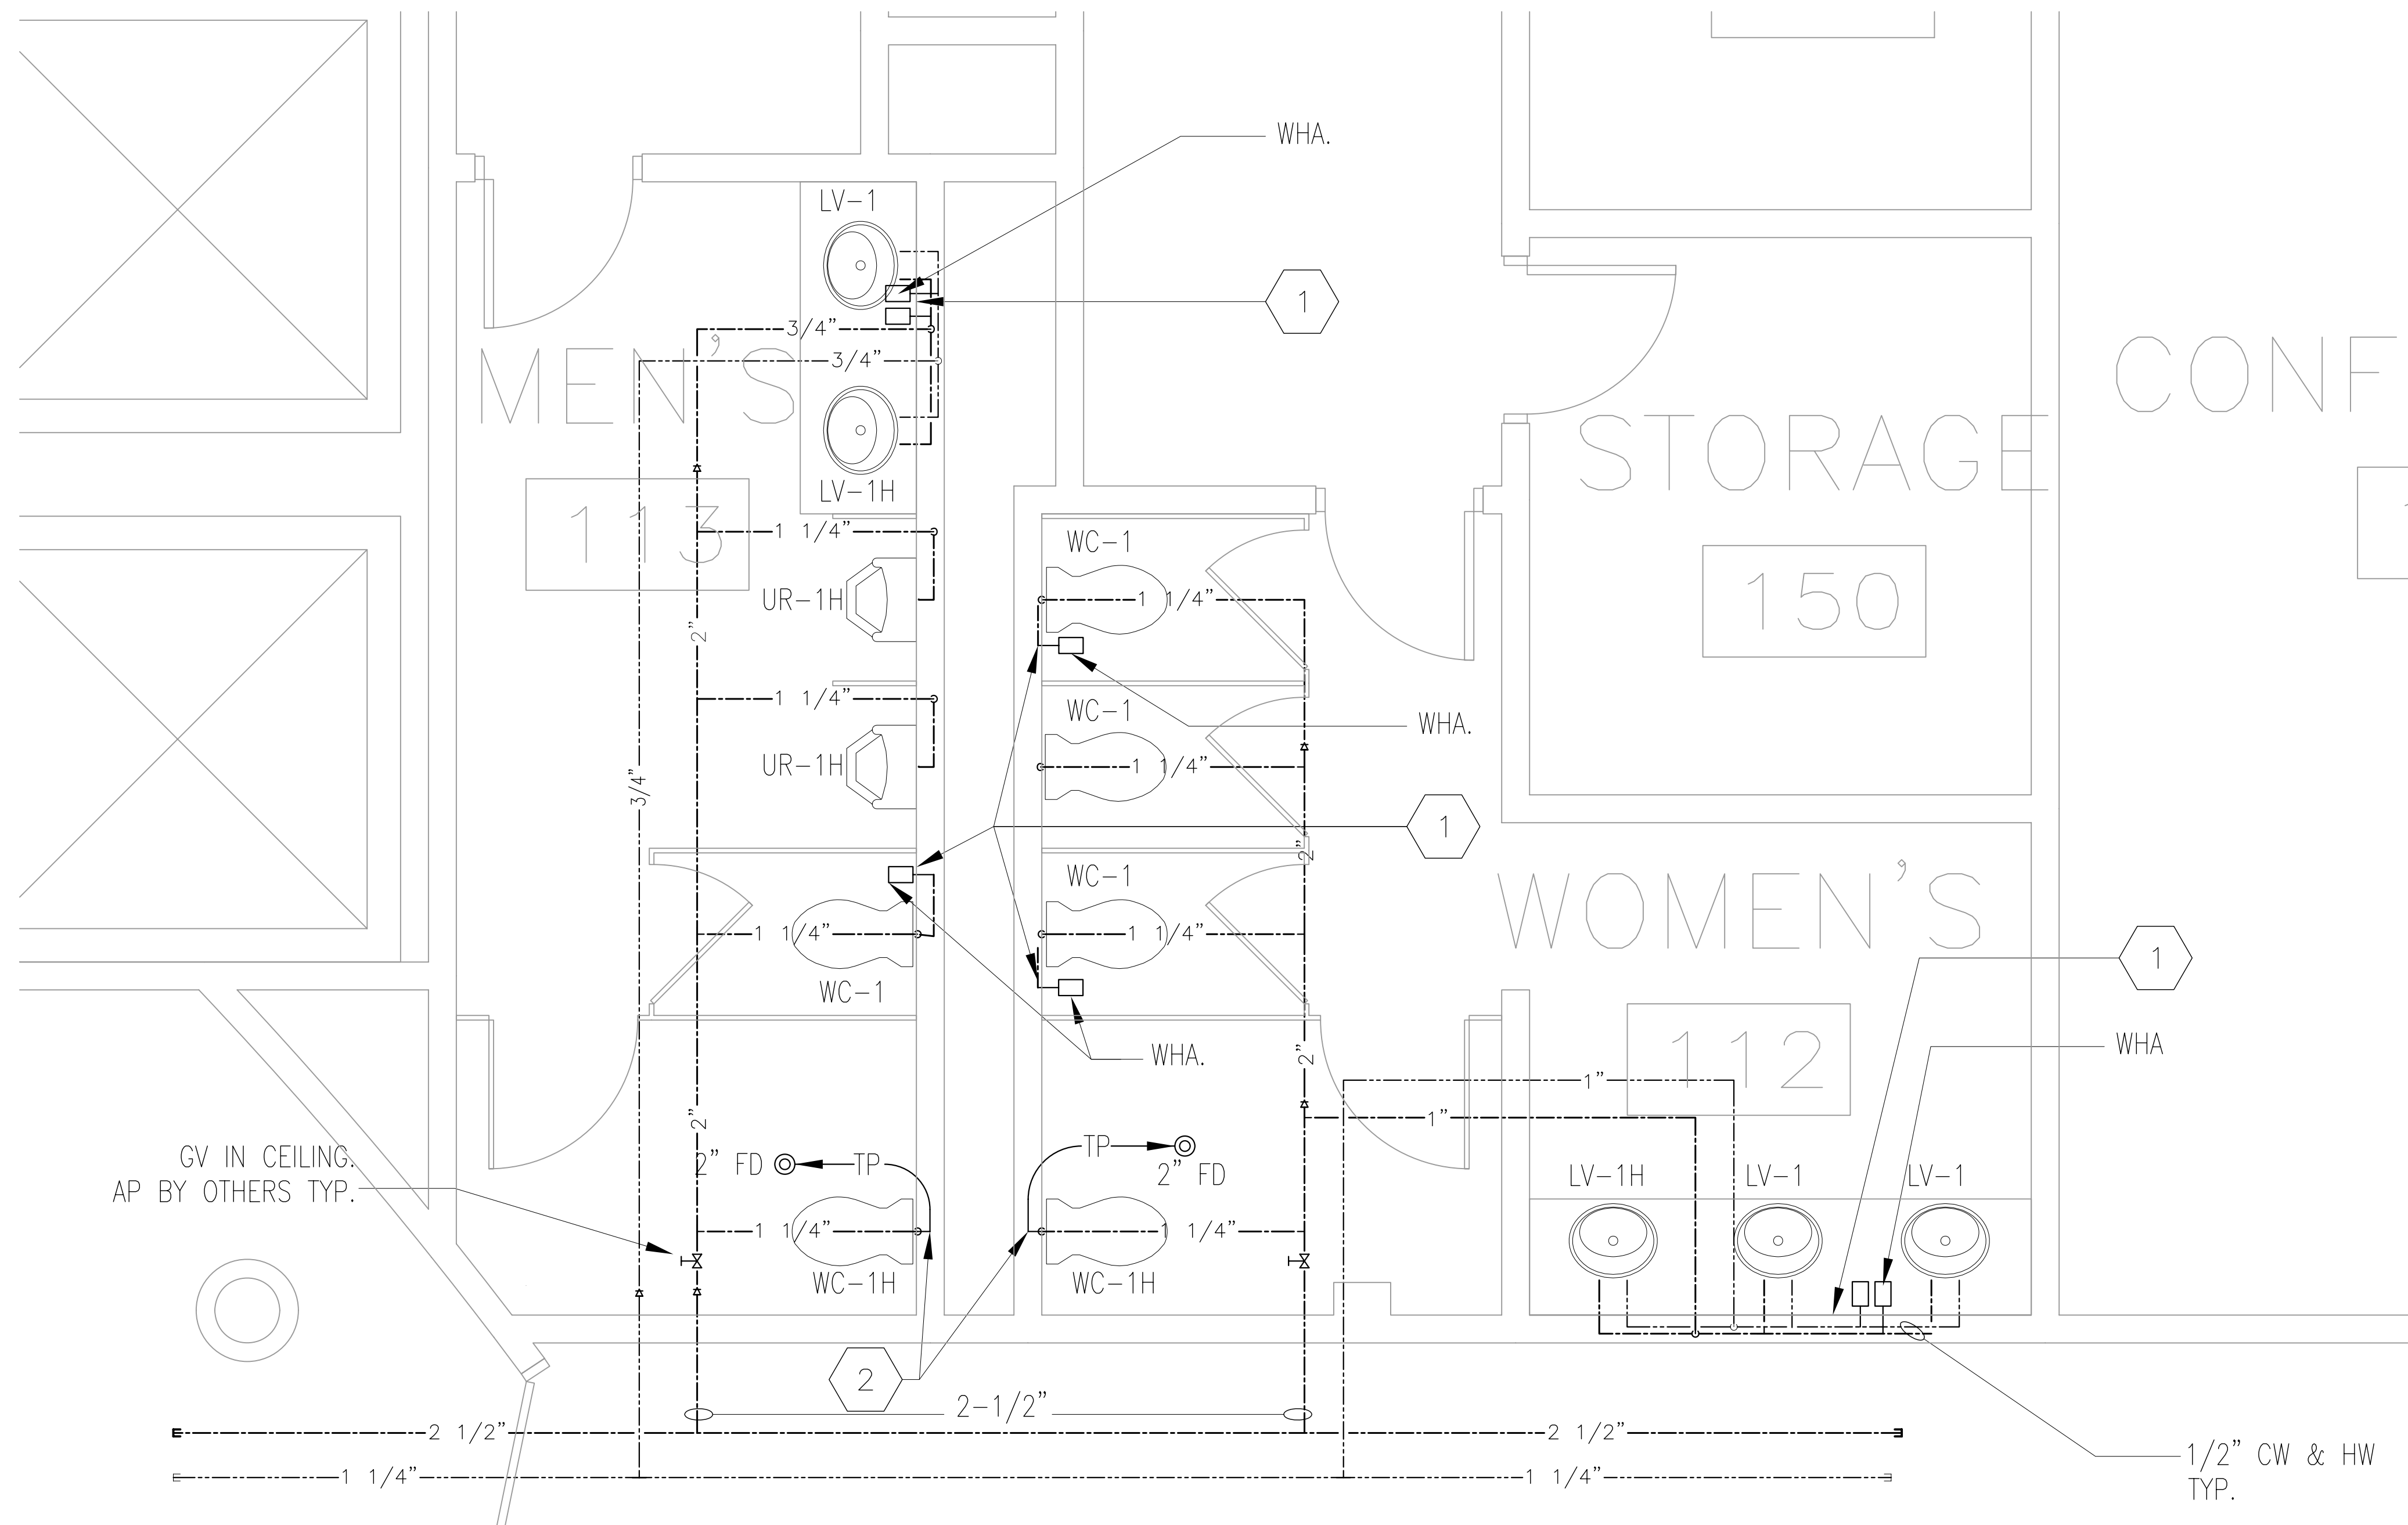 WHA.
LV-1
1
3/4"
3/4"
MEN'S
CONF
STORAGE
LV-1H
113
1 1/4"
WC-1
150
UR-1H
1 1/4"
2"
1 1/4"
WC-1
WHA.
UR-1H
1 1/4"
3/4"
1
2"
WC-1
WOMEN'S
1 1/4"
1 1/4"
1
WC-1
112
WHA.
2"
WHA
1"
2"
1"
GV IN CEILING.
AP BY OTHERS TYP.
2" FD
TP
TP
2" FD
LV-1H
LV-1
LV-1
1 1/4"
1 1/4"
WC-1H
WC-1H
2
2-1/2"
2 1/2"
2 1/2"
1 1/4"
1 1/4"
1/2" CW & HW
TYP.